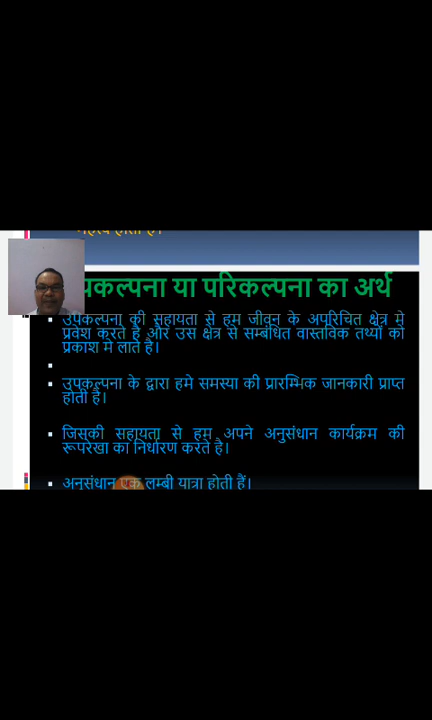 महत्व होता है।
पकल्पना या परिकल्पना का अर्थ
उपकल्पना की सहायता से हम जीवन के अपरिचित क्षेत्र मे
प्रवेश करते है और उस क्षेत्र से सम्बंधित वास्तविक तथ्यों को
प्रकाश मे लाते है।
उपकल्पना के द्वारा हमे समस्या की प्रारम्भिक जानकारी प्राप्त
होती है।
जिसकी सहायता से हम अपने अनुसंधान कार्यक्रम की
रूपरेखा का निर्धारण करते है।
अनुसंधान एक लम्बी यात्रा होती हैं।